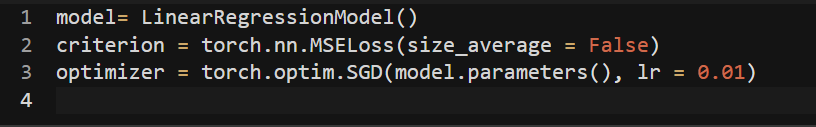 1 model= LinearRegressionModel()
2 criterion = torch.nn.MSELoss(size_average = False)
3 optimizer = torch.optim.SGD(model.parameters(), lr = 0.01)
4